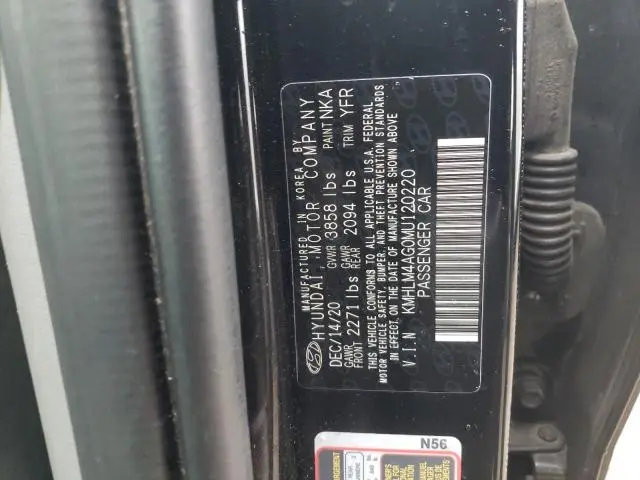 MANUFACTURED IN KOREA BY
HYUNDAI MOTOR COMPANY
DEC/14/20 GVWR 3858 lbs PAINT NKA
GAWR FRONT 2271 lbs GAWR REAR 2094 lbs TRIM YFR
THIS VEHICLE CONFORMS TO ALL APPLICABLE U.S.A. FEDERAL
MOTOR VEHICLE SAFETY, BUMPER, AND THEFT PREVENTION STANDARDS
IN EFFECT ON THE DATE OF MANUFACTURE SHOWN ABOVE
V.I.N KMHLM4AG0MU120220
PASSENGER CAR
N56